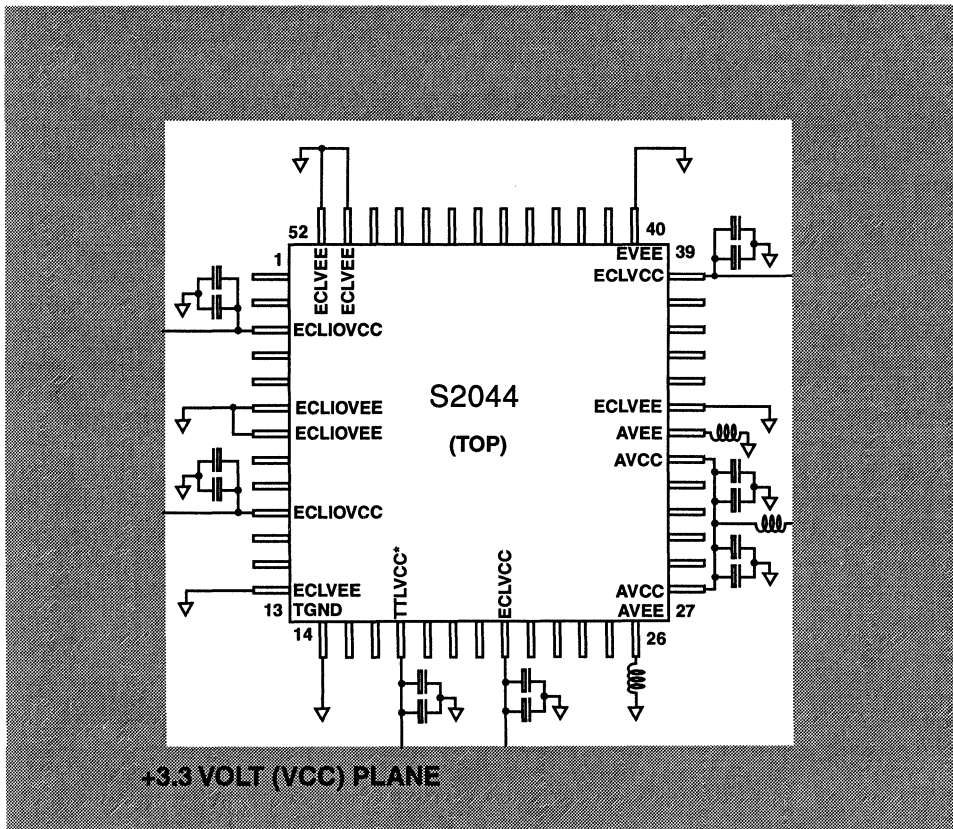 52
40
ECLVEE
ECLVEE
EVEE
39
1
ECLVCC
ECLIOVCC
S2044
(TOP)
ECLIOVEE
ECLIOVEE
ECLVEE
AVEE
AVCC
ECLIOVCC
TTLVCC*
ECLVCC
ECLVEE
AVCC
13
TGND
AVEE
27
14
26
+3.3 VOLT (VCC) PLANE